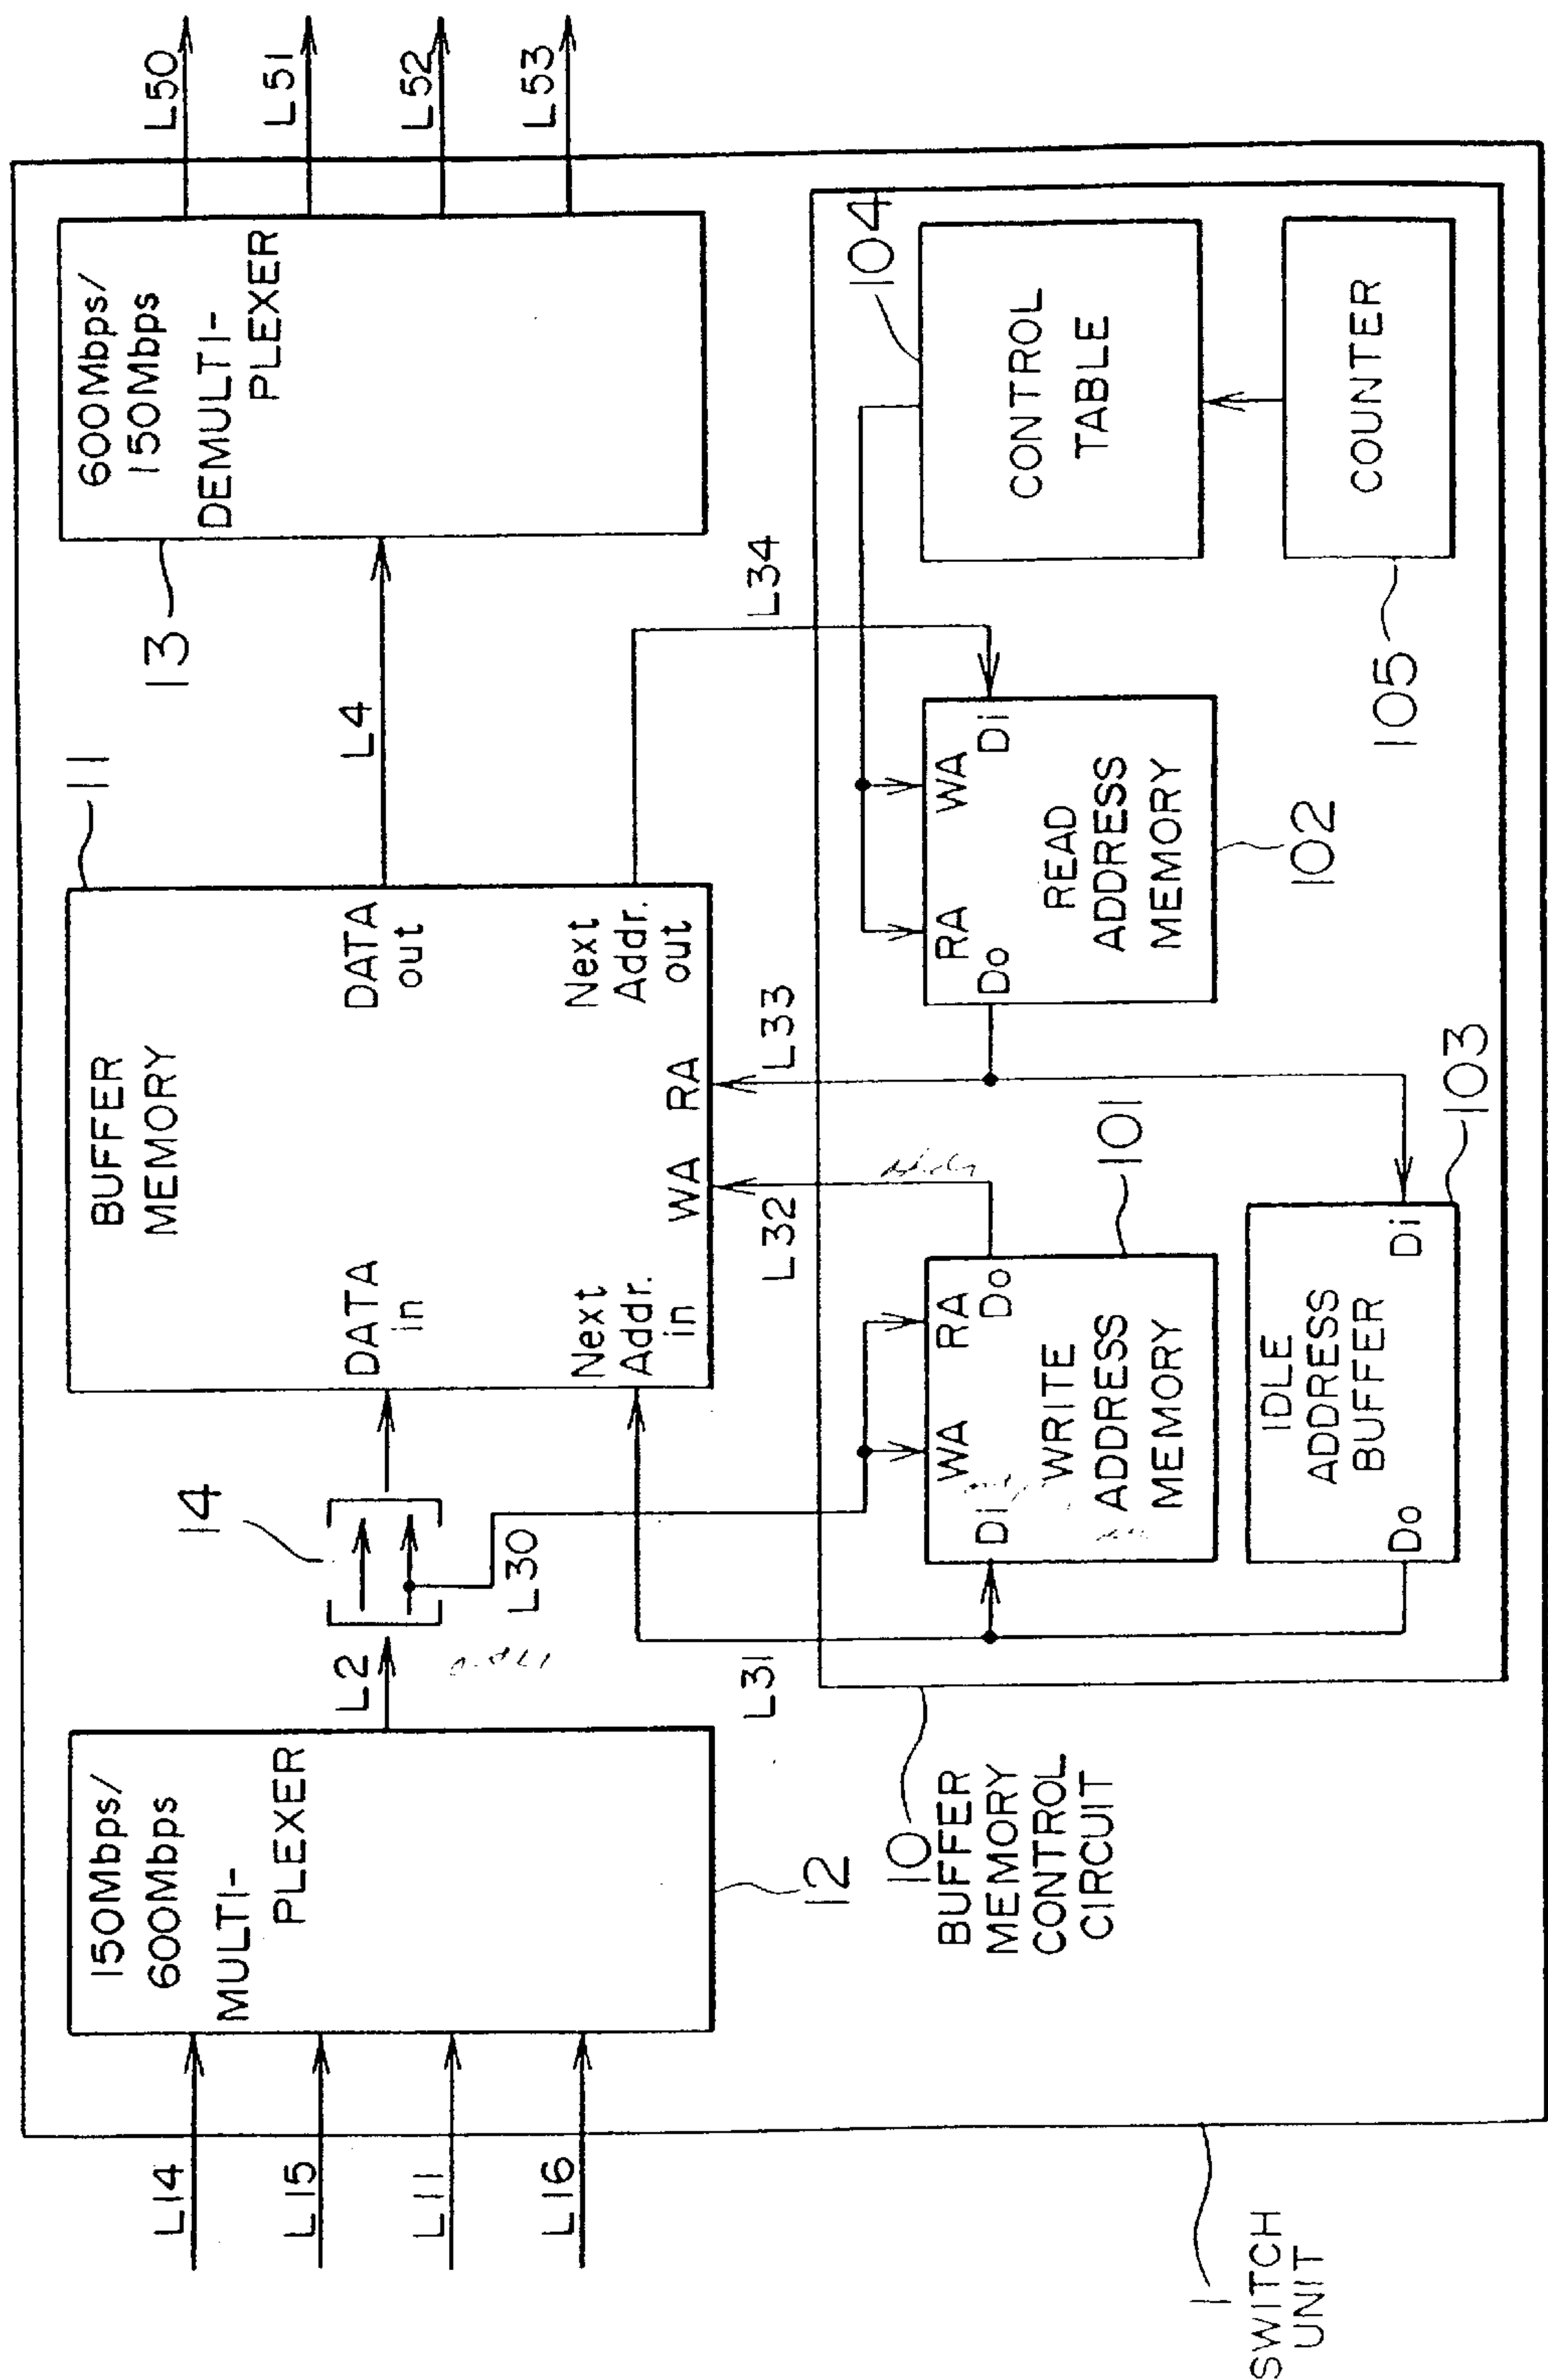 L14
L15
L11
L16
150Mbps/
600Mbps
MULTI-
PLEXER
12
L2
14
L30
L31
BUFFER
MEMORY
11
DATA
in
DATA
out
Next
Addr.
in
WA
RA
Next
Addr.
out
L4
600Mbps/
150Mbps
DEMULTI-
PLEXER
13
L50
L51
L52
L53
L32
L33
L34
10
BUFFER
MEMORY
CONTROL
CIRCUIT
WA
RA
Di
Do
WRITE
ADDRESS
MEMORY
101
RA
WA
Do
Di
READ
ADDRESS
MEMORY
102
104
CONTROL
TABLE
COUNTER
105
IDLE
ADDRESS
BUFFER
Do
Di
103
1
SWITCH
UNIT